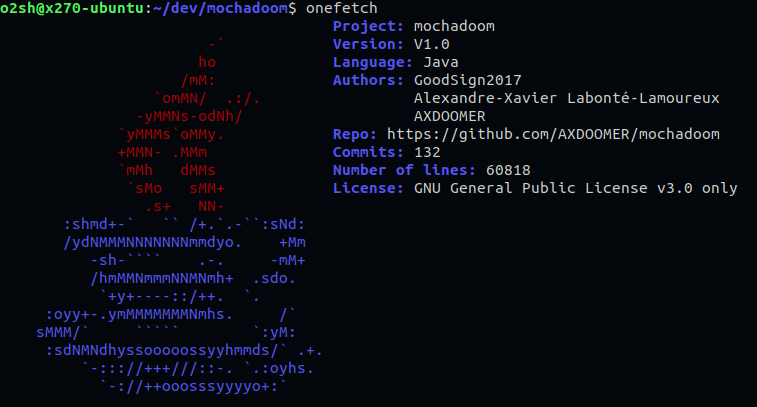 o2sh@x270-ubuntu:~/dev/mochadoom$ onefetch
Project: mochadoom
Version: V1.0
Language: Java
Authors: GoodSign2017
Alexandre-Xavier Labonté-Lamoureux
AXDOOMER
Repo: https://github.com/AXDOOMER/mochadoom
Commits: 132
Number of lines: 60818
License: GNU General Public License v3.0 only
-`
ho
/mM:
`omMN/  .:/.
-yMMNs-odNh/
`yMMMs`oMMy.
+MMN- .MMm
`mMh   dMMs
`sMo   sMM+
.s+   NN-
:shmd+-`   `` /+.`.-``:sNd:
/ydNMMMNNNNNNNmmdyo.    +Mm
-sh-````    .-.     -mM+
/hmMMNmmmNNMNmh+  .sdo.
`+y+----::/++.  `.
:oyy+-.ymMMMMMMMNmhs.     /`
sMMM/`     `````        `:yM:
:sdNMNdhyssooooossyyhmmds/` .+.
`-:::://+++///::-. `.:oyhs.
`-://++ooosssyyyyo+:`